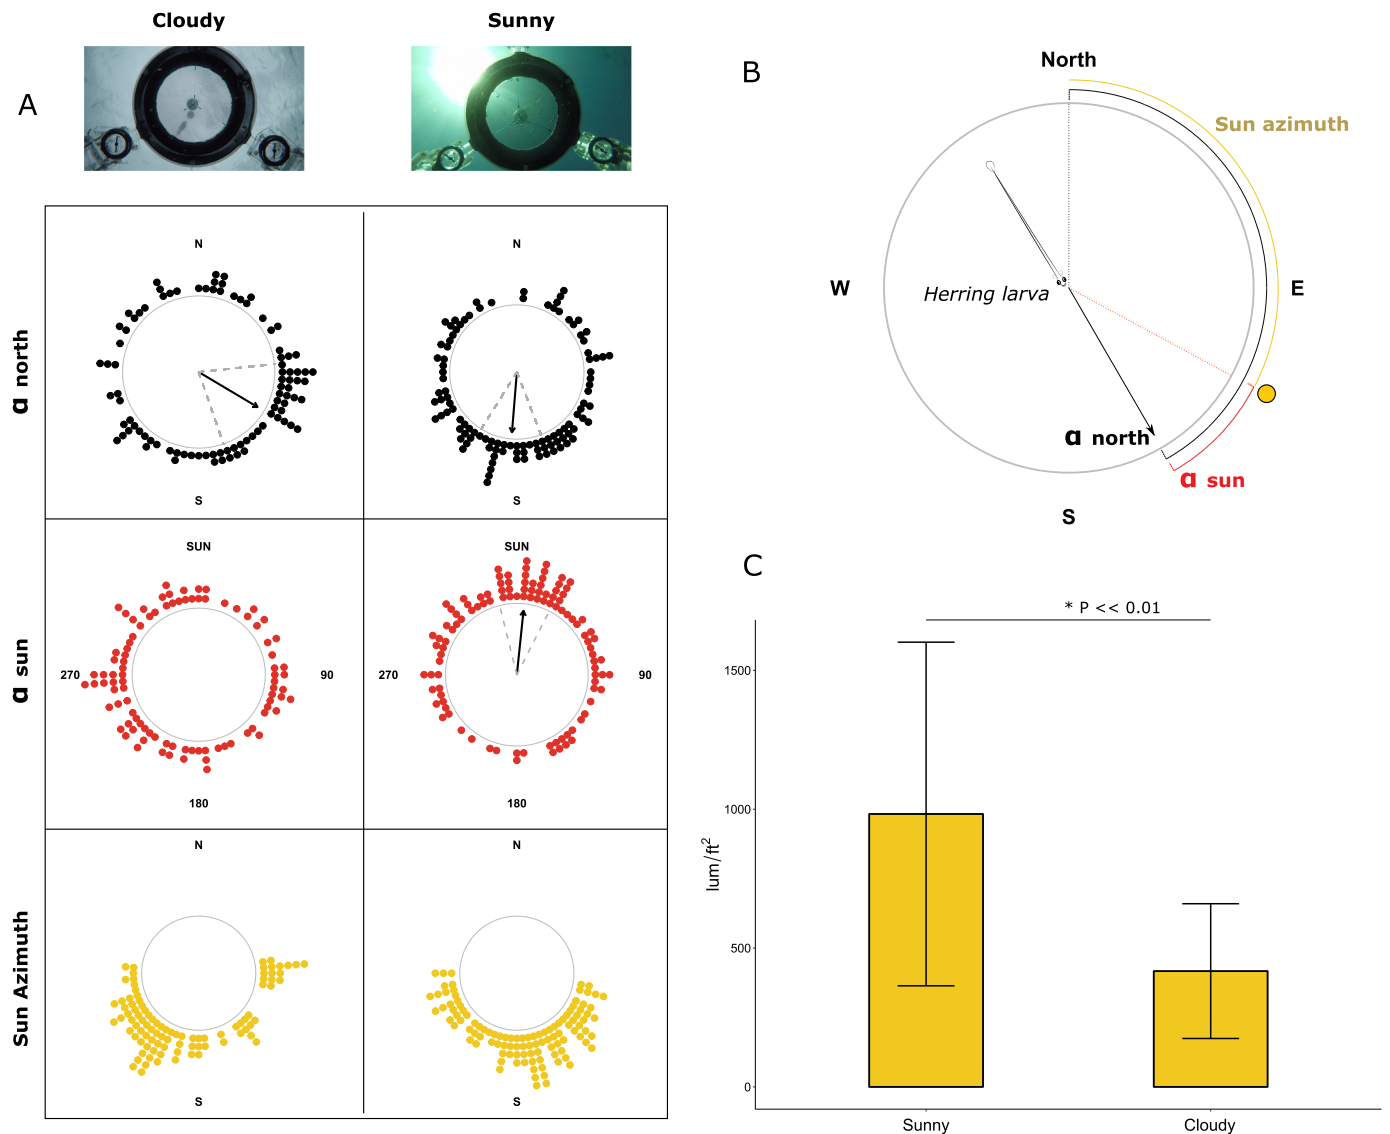 Cloudy
Sunny
A
α north
N
S
N
S
α sun
SUN
270
90
180
SUN
270
90
180
Sun Azimuth
N
S
N
S
B
North
Sun azimuth
W
E
Herring larva
α north
α sun
S
C
* P << 0.01
lum/ft²
1500
1000
500
0
Sunny
Cloudy